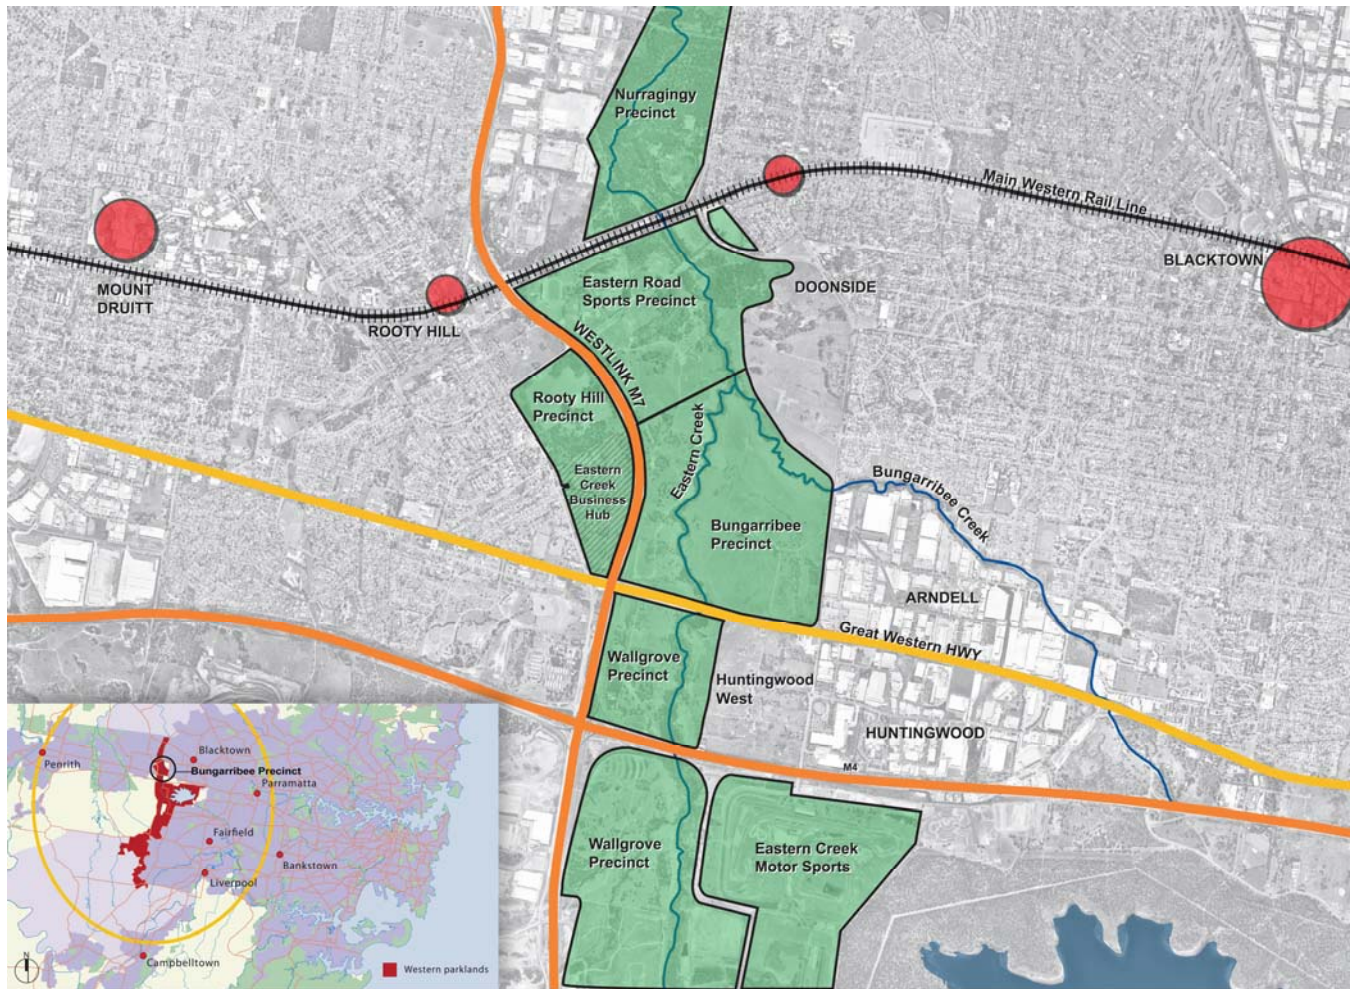 Nurragingy
Precinct
Main Western Rail Line
BLACKTOWN
MOUNT
DRUITT
ROOTY HILL
Eastern Road
Sports Precinct
DOONSIDE
WESTLINK M7
Rooty Hill
Precinct
Eastern Creek
Eastern
Creek
Business
Hub
Bungarribee Creek
Bungarribee
Precinct
ARNDELL
Great Western HWY
Wallgrove
Precinct
Huntingwood
West
HUNTINGWOOD
M4
Wallgrove
Precinct
Eastern Creek
Motor Sports
Blacktown
Penrith
Bungarribee Precinct
Parramatta
Fairfield
Bankstown
Liverpool
Campbelltown
N
Western parklands